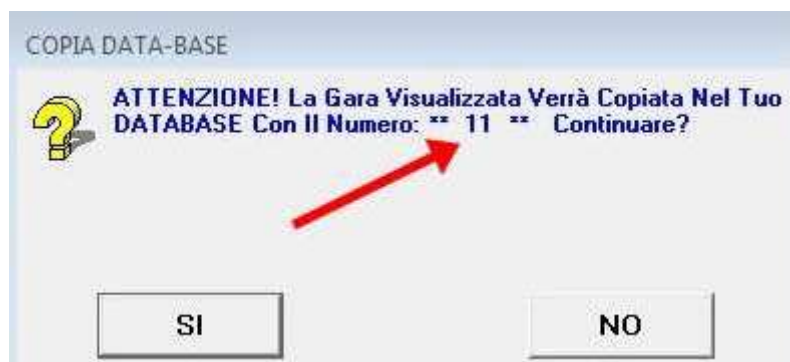 COPIA DATA-BASE
ATTENZIONE! La Gara Visualizzata Verrà Copiata Nel Tuo
DATABASE Con Il Numero: ** 11 ** Continuare?
SI
NO